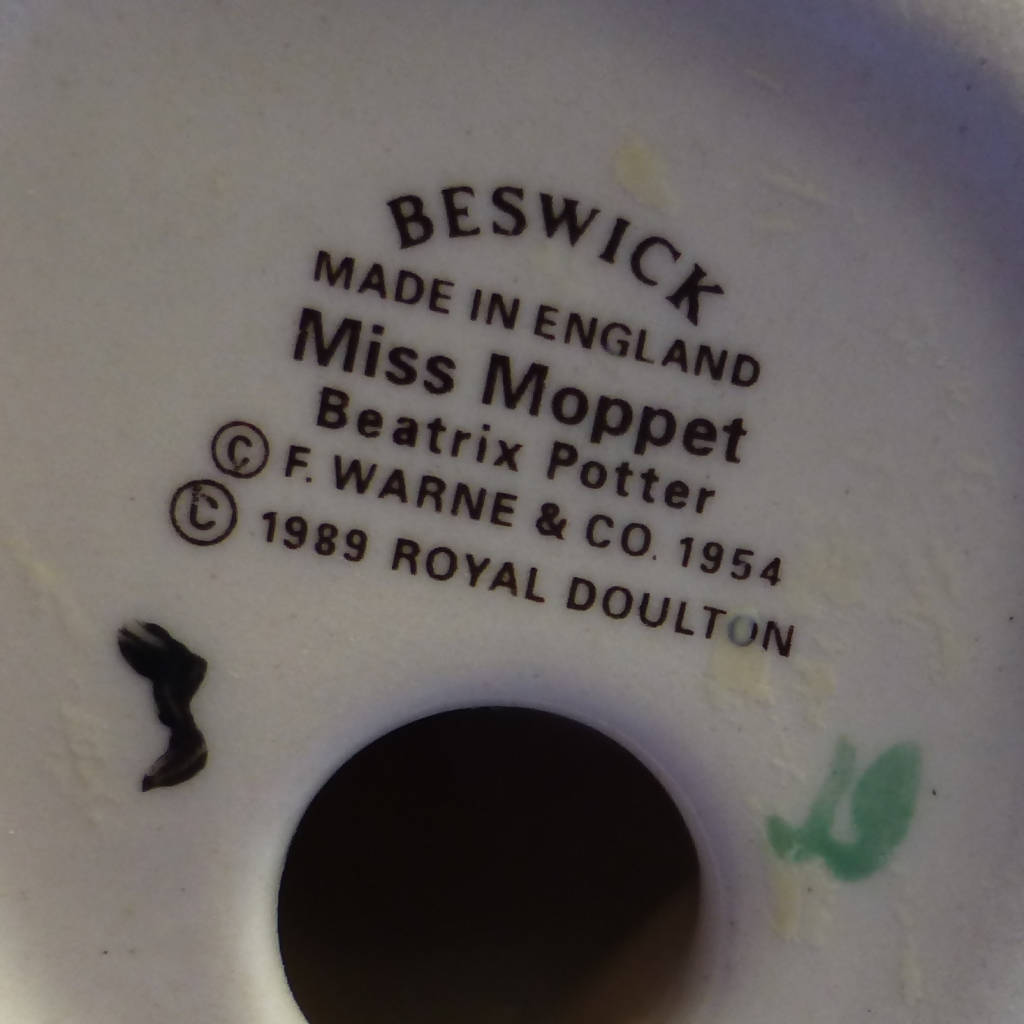 BESWICK
MADE IN ENGLAND
Miss Moppet
Beatrix Potter
© F. WARNE & CO. 1954
© 1989 ROYAL DOULTON